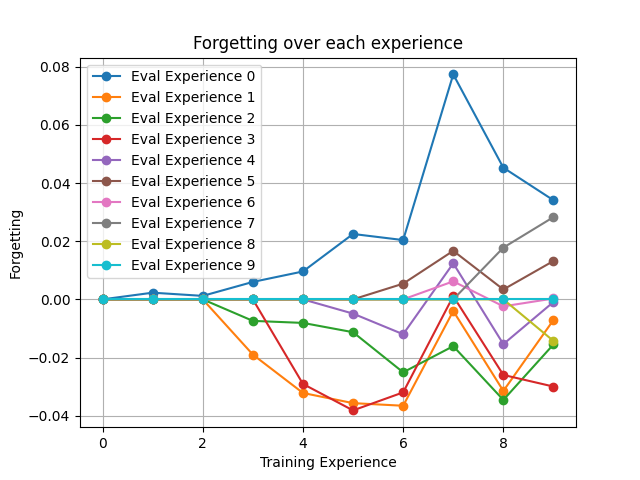 Forgetting over each experience
Forgetting
0.08
0.06
0.04
0.02
0.00
−0.02
−0.04
Eval Experience 0
Eval Experience 1
Eval Experience 2
Eval Experience 3
Eval Experience 4
Eval Experience 5
Eval Experience 6
Eval Experience 7
Eval Experience 8
Eval Experience 9
0 2 4 6 8
Training Experience